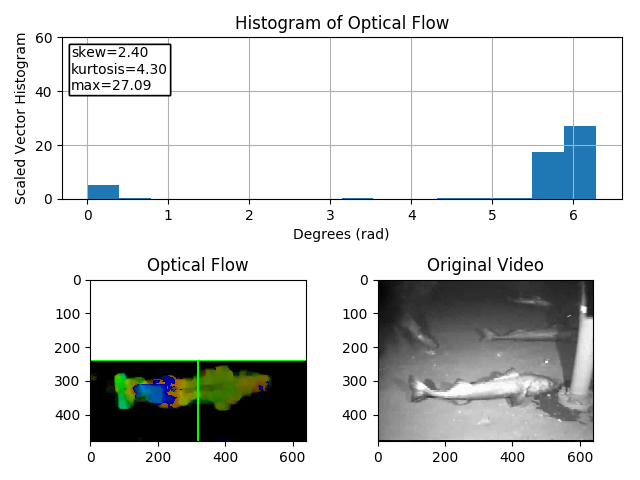 Histogram of Optical Flow
Scaled Vector Histogram
60
40
20
0
skew=2.40
kurtosis=4.30
max=27.09
0 1 2 3 4 5 6
Degrees (rad)
Optical Flow
0
100
200
300
400
0 200 400 600
Original Video
0
100
200
300
400
0 200 400 600